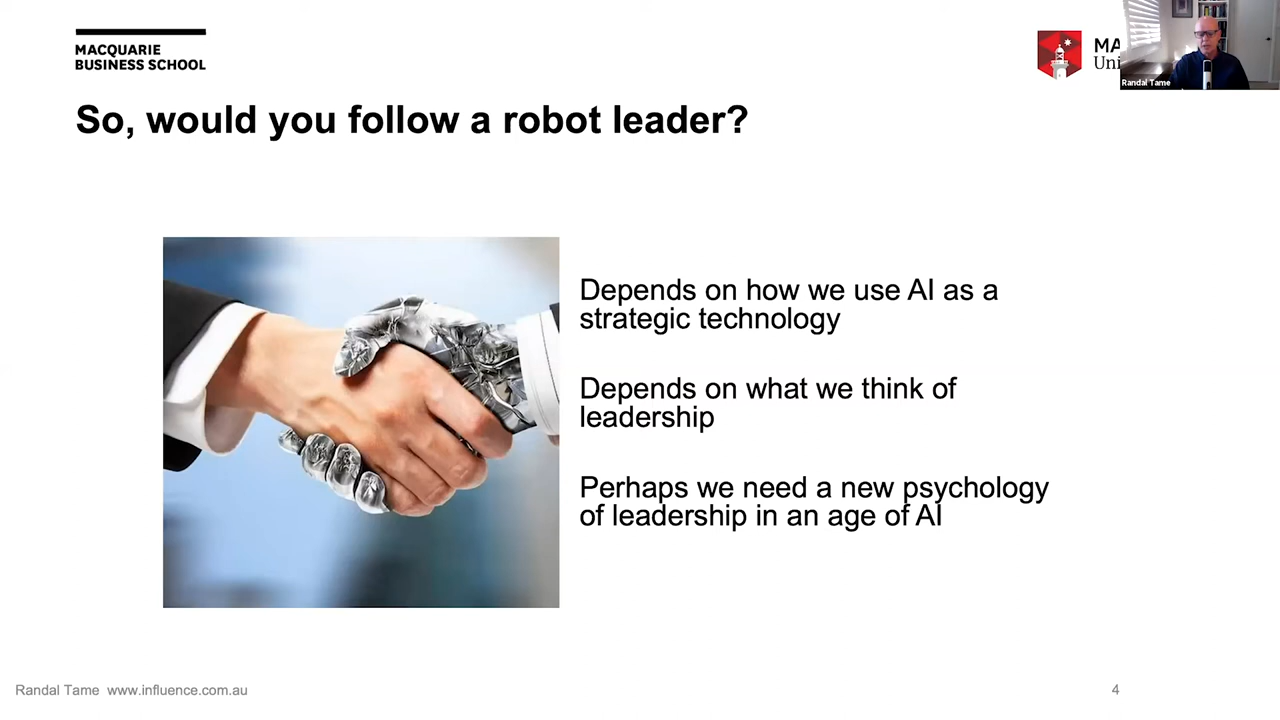 MACQUARIE
BUSINESS SCHOOL
MA
Uni
Randal Tame
So, would you follow a robot leader?
Depends on how we use AI as a
strategic technology
Depends on what we think of
leadership
Perhaps we need a new psychology
of leadership in an age of AI
Randal Tame www.influence.com.au
4